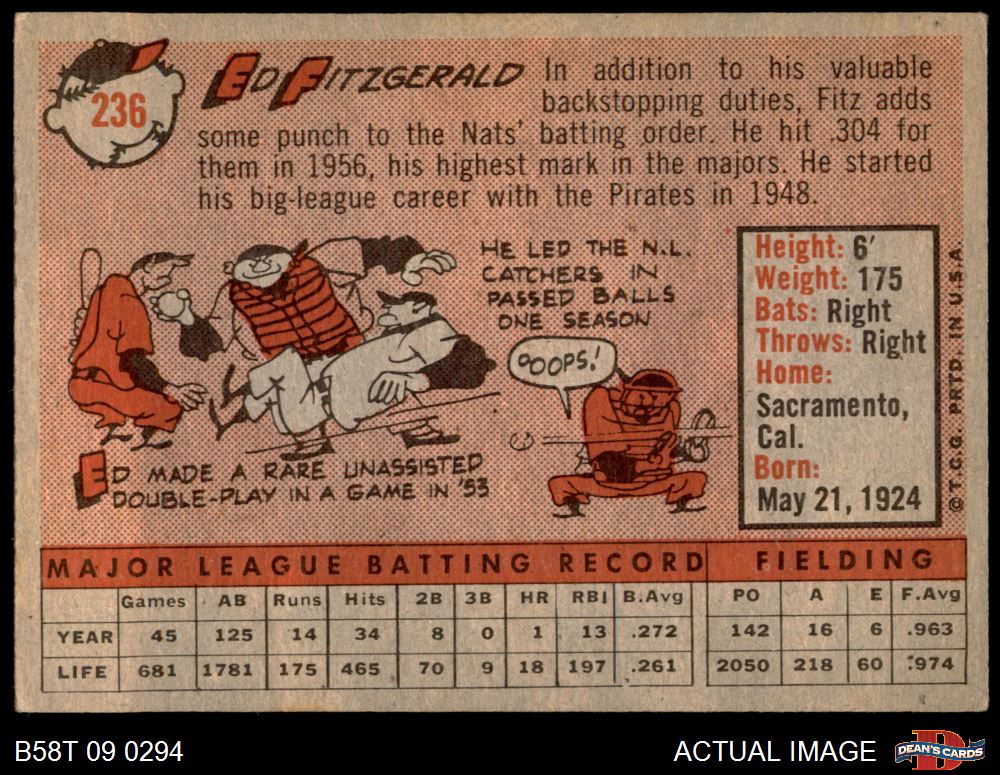 236
ED FITZGERALD
In addition to his valuable
backstopping duties, Fitz adds
some punch to the Nats' batting order. He hit .304 for
them in 1956, his highest mark in the majors. He started
his big-league career with the Pirates in 1948.
HE LED THE N.L.
CATCHERS IN
PASSED BALLS
ONE SEASON
OOPS!
ED MADE A RARE UNASSISTED
DOUBLE-PLAY IN A GAME IN '53
Height: 6'
Weight: 175
Bats: Right
Throws: Right
Home:
Sacramento,
Cal.
Born:
May 21, 1924
© T.C.G. PRTD. IN U.S.A.
MAJOR LEAGUE BATTING RECORD FIELDING
Games AB Runs Hits 2B 3B HR RBI B.Avg PO A E F.Avg
YEAR 45 125 14 34 8 0 1 13 .272 142 16 6 .963
LIFE 681 1781 175 465 70 9 18 197 .261 2050 218 60 .974
B58T 09 0294
ACTUAL IMAGE
D
DEAN'S CARDS